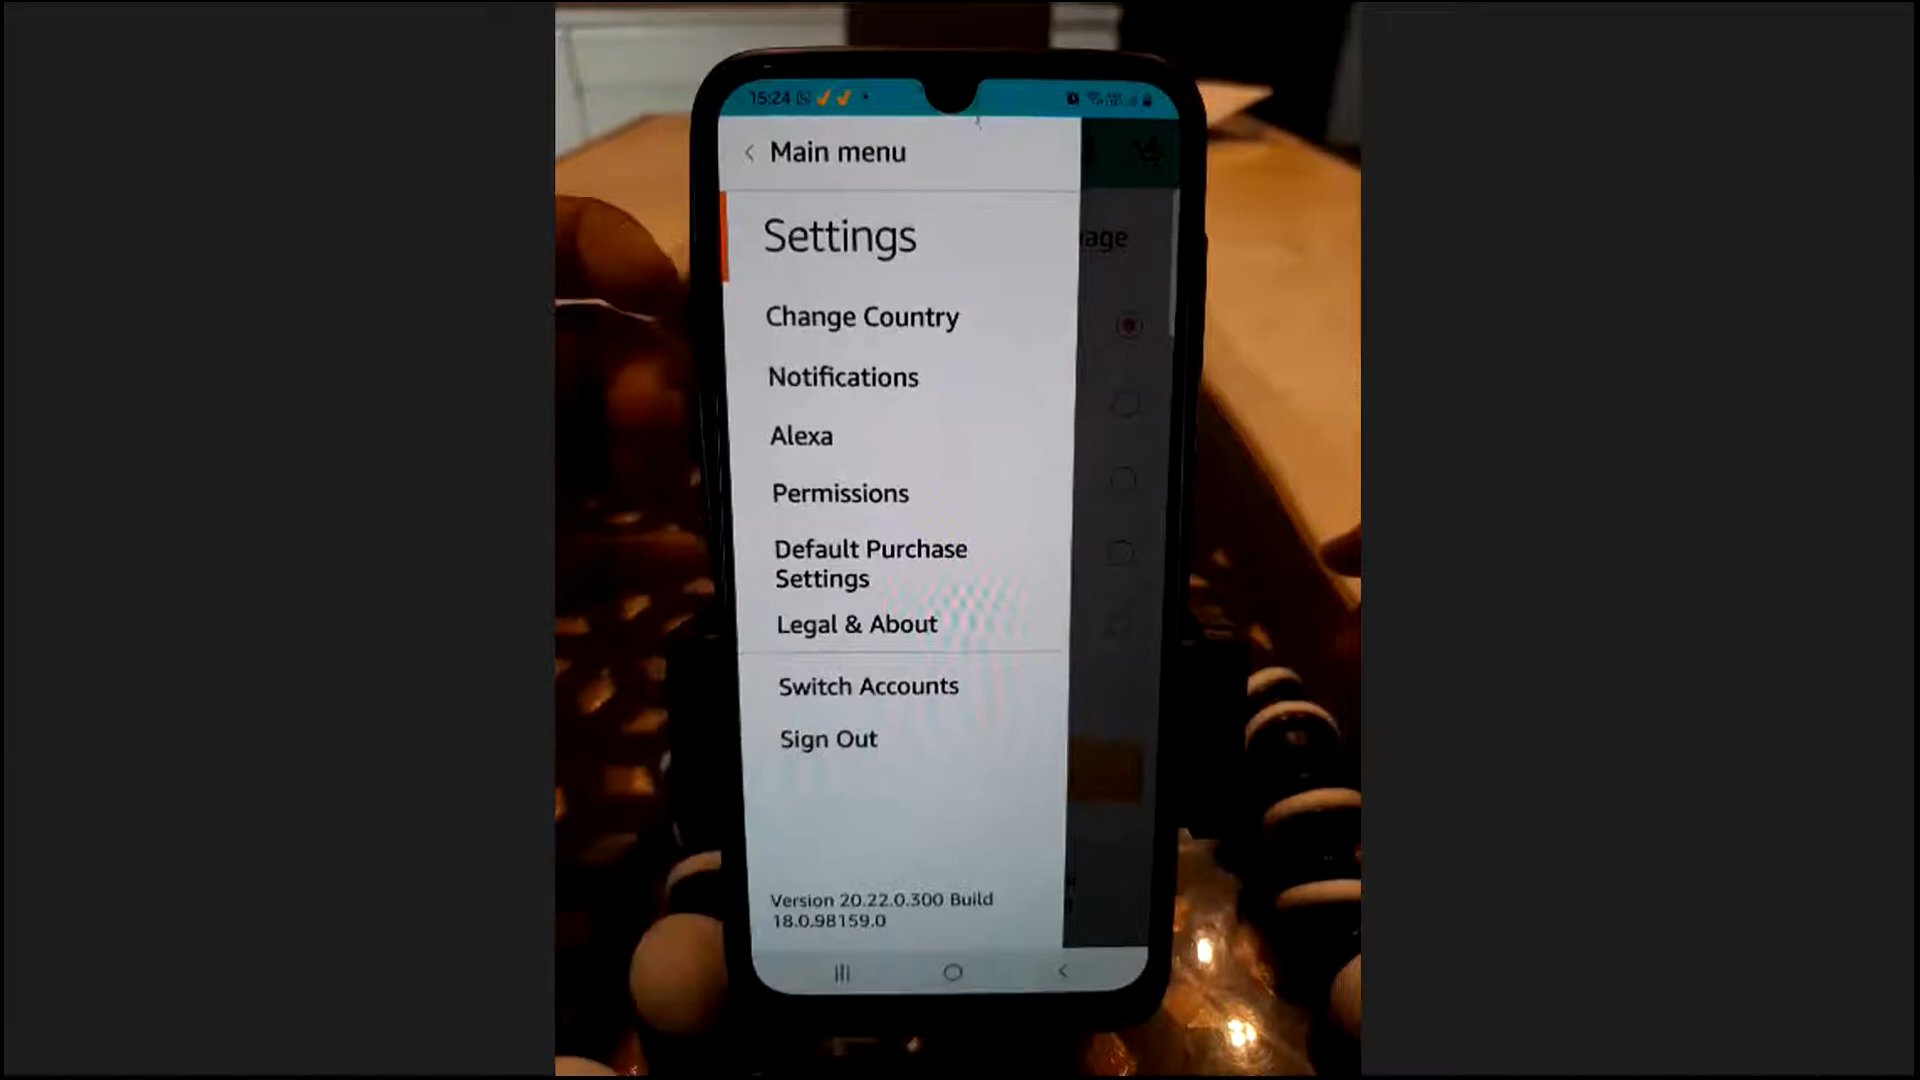 15:24
Main menu
Settings
age
Change Country
Notifications
Alexa
Permissions
Default Purchase
Settings
Legal & About
Switch Accounts
Sign Out
Version 20.22.0.300 Build
18.0.98159.0